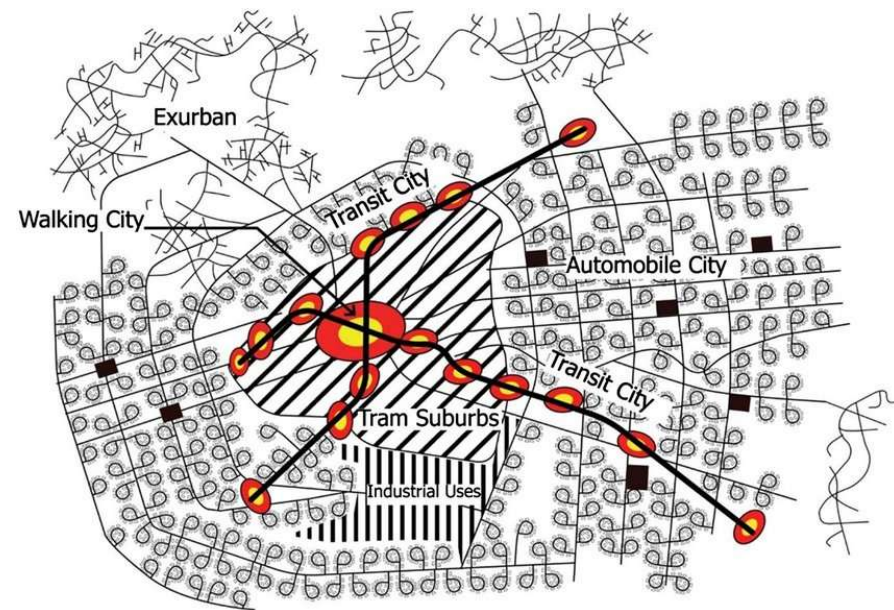 Exurban
Transit City
Walking City
Automobile City
Transit City
Tram Suburbs
Industrial Uses